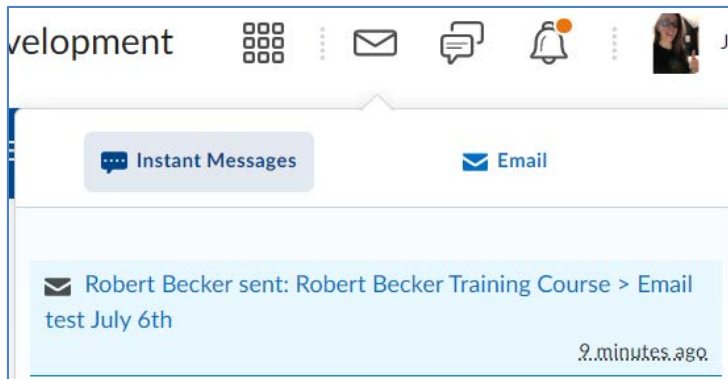 velopment
J
Instant Messages
Email
Robert Becker sent: Robert Becker Training Course > Email
test July 6th
9 minutes ago